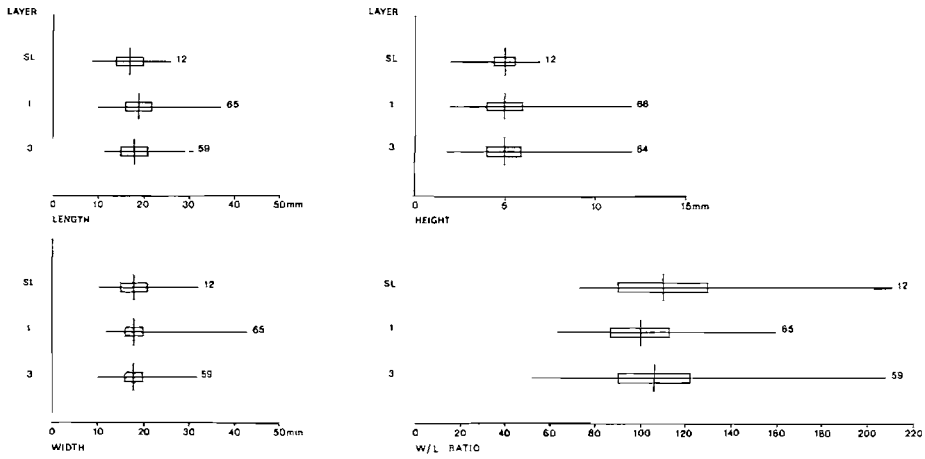 LAYER
SL 12
1 65
3 59
0 10 20 30 40 50mm
LENGTH
LAYER
SL 12
1 66
3 64
0 5 10 15mm
HEIGHT
SL 12
1 65
3 59
0 10 20 30 40 50mm
WIDTH
SL 12
1 65
3 59
0 20 40 60 80 100 120 140 160 180 200 220
W/L RATIO